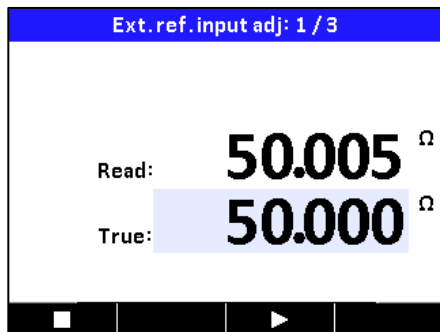 Ext.ref.input adj: 1 / 3
Read: 50.005 Ω
True: 50.000 Ω